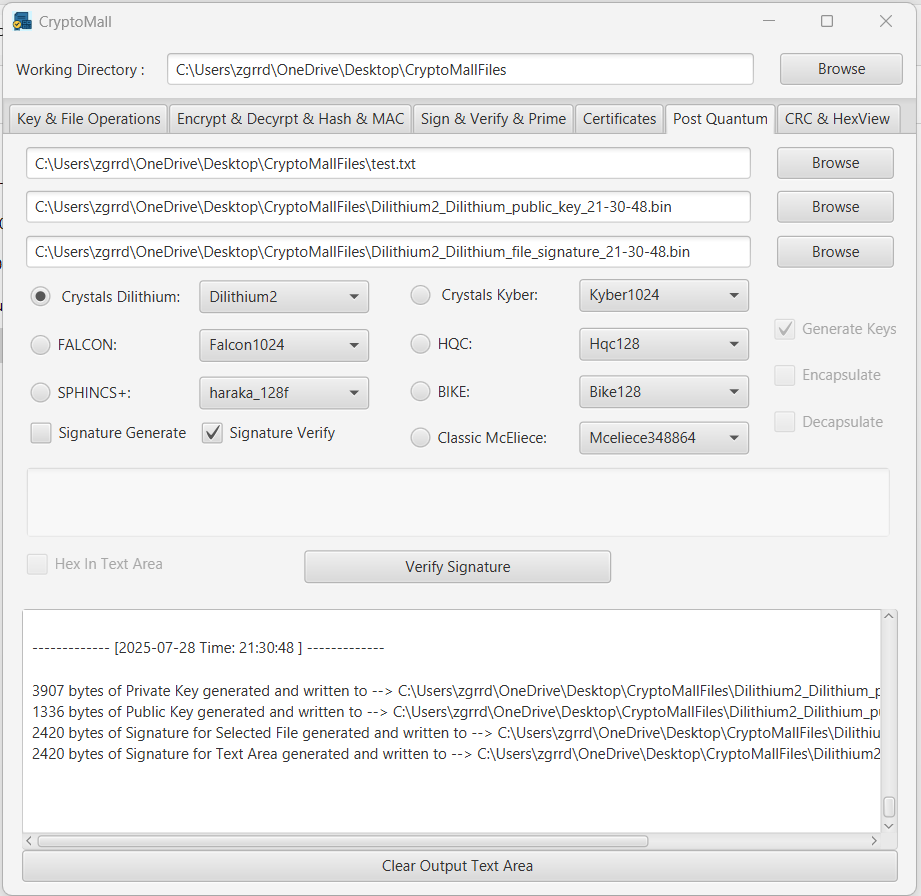 CryptoMall
Working Directory :
C:\Users\zgrrd\OneDrive\Desktop\CryptoMallFiles
Browse
Key & File Operations
Encrypt & Decyrpt & Hash & MAC
Sign & Verify & Prime
Certificates
Post Quantum
CRC & HexView
C:\Users\zgrrd\OneDrive\Desktop\CryptoMallFiles\test.txt
Browse
C:\Users\zgrrd\OneDrive\Desktop\CryptoMallFiles\Dilithium2_Dilithium_public_key_21-30-48.bin
Browse
C:\Users\zgrrd\OneDrive\Desktop\CryptoMallFiles\Dilithium2_Dilithium_file_signature_21-30-48.bin
Browse
Crystals Dilithium:
Dilithium2
Crystals Kyber:
Kyber1024
Generate Keys
FALCON:
Falcon1024
HQC:
Hqc128
Encapsulate
SPHINCS+:
haraka_128f
BIKE:
Bike128
Decapsulate
Signature Generate
Signature Verify
Classic McEliece:
Mceliece348864
Hex In Text Area
Verify Signature
------------- [2025-07-28 Time: 21:30:48 ] -------------
3907 bytes of Private Key generated and written to --> C:\Users\zgrrd\OneDrive\Desktop\CryptoMallFiles\Dilithium2_Dilithium_p
1336 bytes of Public Key generated and written to --> C:\Users\zgrrd\OneDrive\Desktop\CryptoMallFiles\Dilithium2_Dilithium_pu
2420 bytes of Signature for Selected File generated and written to --> C:\Users\zgrrd\OneDrive\Desktop\CryptoMallFiles\Dilithiu
2420 bytes of Signature for Text Area generated and written to --> C:\Users\zgrrd\OneDrive\Desktop\CryptoMallFiles\Dilithium2
Clear Output Text Area